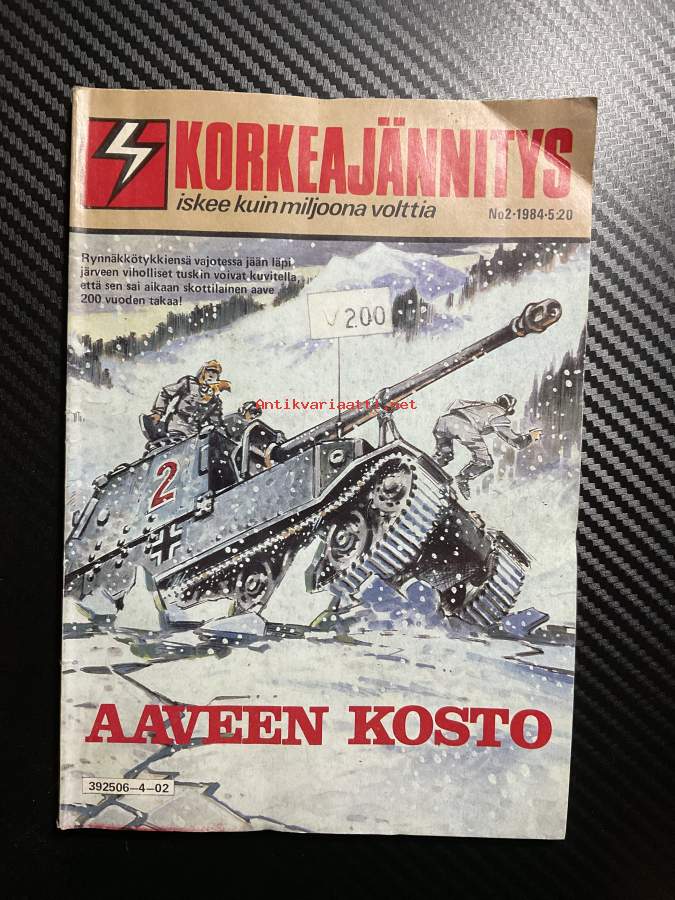 KORKEAJÄNNITYS
iskee kuin miljoona volttia
No2•1984•5:20
Rynnäkkötykkiensä vajotessa jään läpi
järveen viholliset tuskin voivat kuvitella,
että sen sai aikaan skottilainen aave
200 vuoden takaa!
V 2.00
Antikvariaatti.net
2
AAVEEN KOSTO
392506—4—02